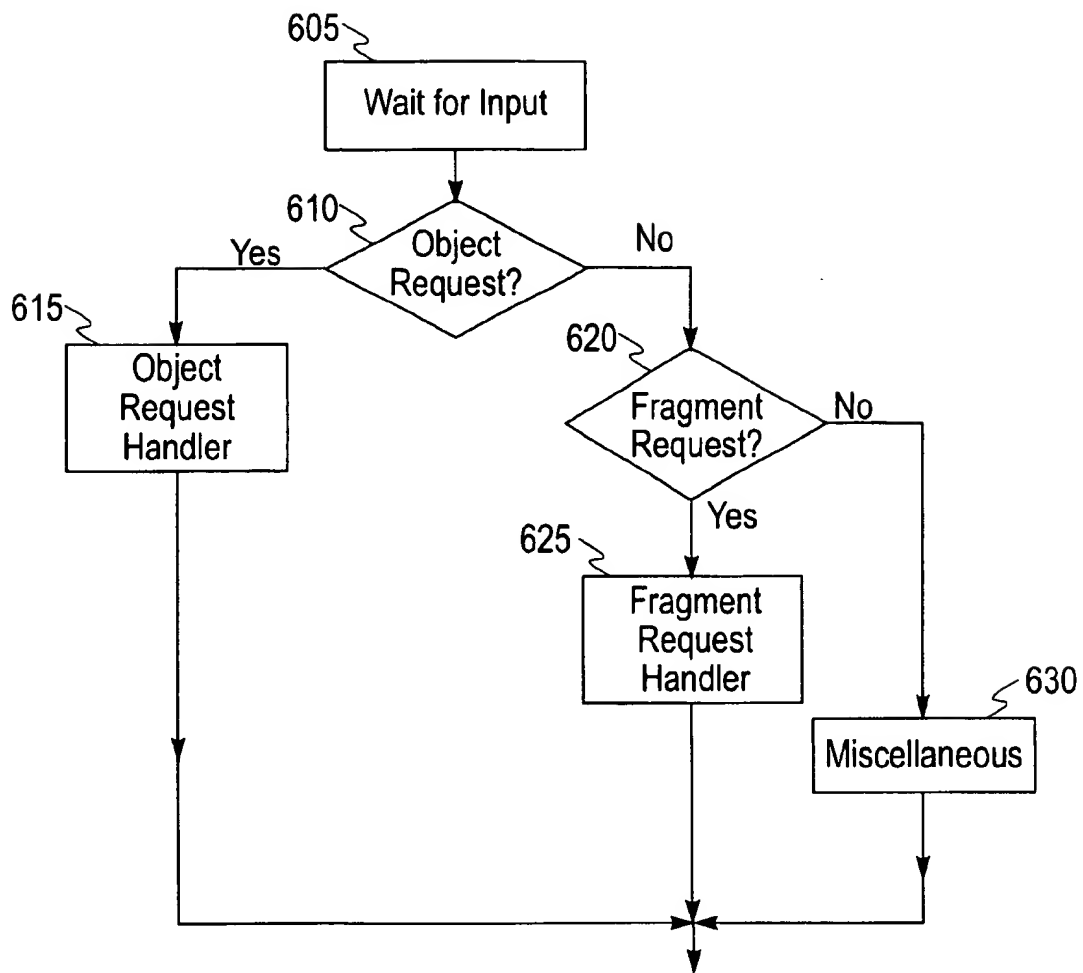 605
Wait for Input
610
Yes
Object
Request?
No
615
Object
Request
Handler
620
Fragment
Request?
No
Yes
625
Fragment
Request
Handler
630
Miscellaneous